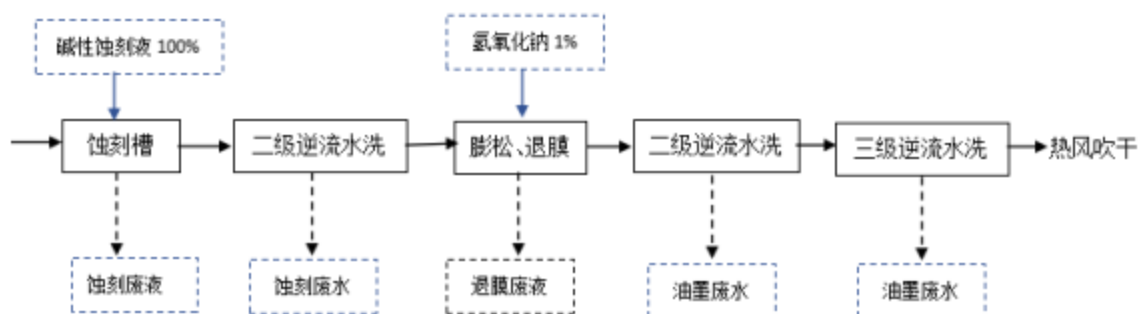 碱性蚀刻液 100%
氢氧化钠 1%
蚀刻槽
二级逆流水洗
膨松、退膜
二级逆流水洗
三级逆流水洗
热风吹干
蚀刻废液
蚀刻废水
退膜废液
油墨废水
油墨废水